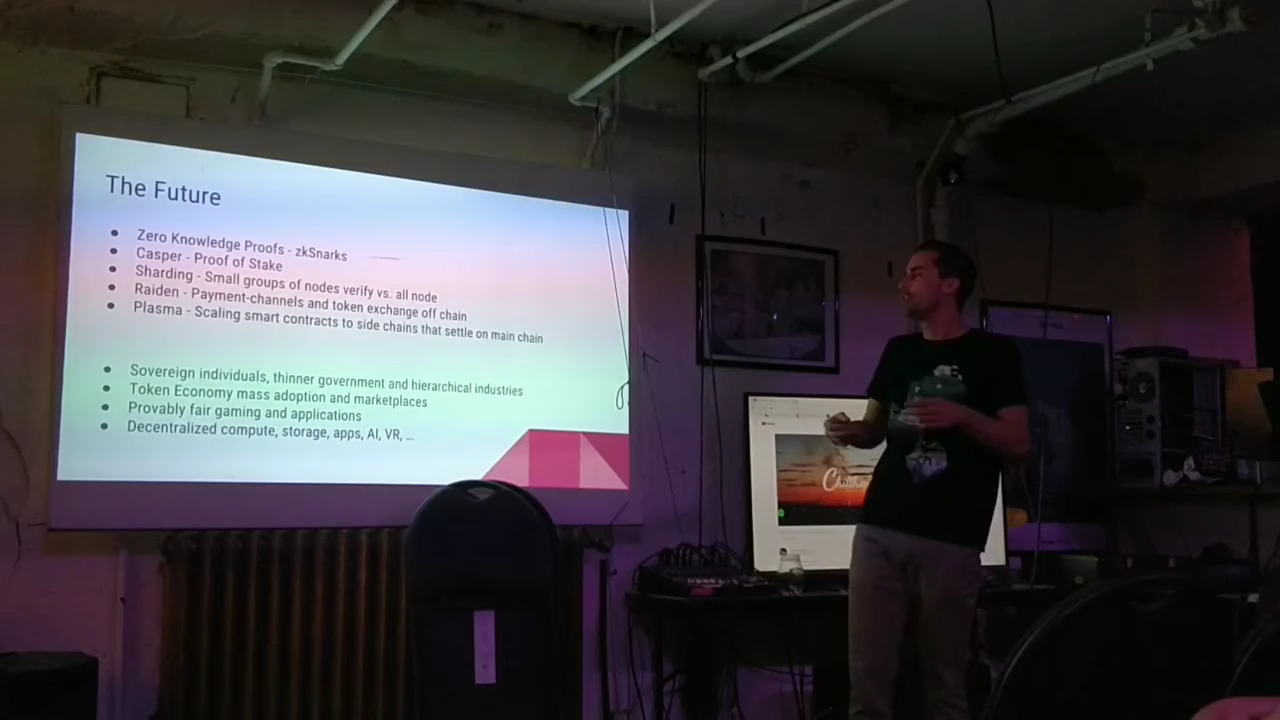 The Future
● Zero Knowledge Proofs - zkSnarks
● Casper - Proof of Stake
● Sharding - Small groups of nodes verify vs. all node
● Raiden - Payment-channels and token exchange off chain
● Plasma - Scaling smart contracts to side chains that settle on main chain
● Sovereign individuals, thinner government and hierarchical industries
● Token Economy mass adoption and marketplaces
● Provably fair gaming and applications
● Decentralized compute, storage, apps, AI, VR, ...